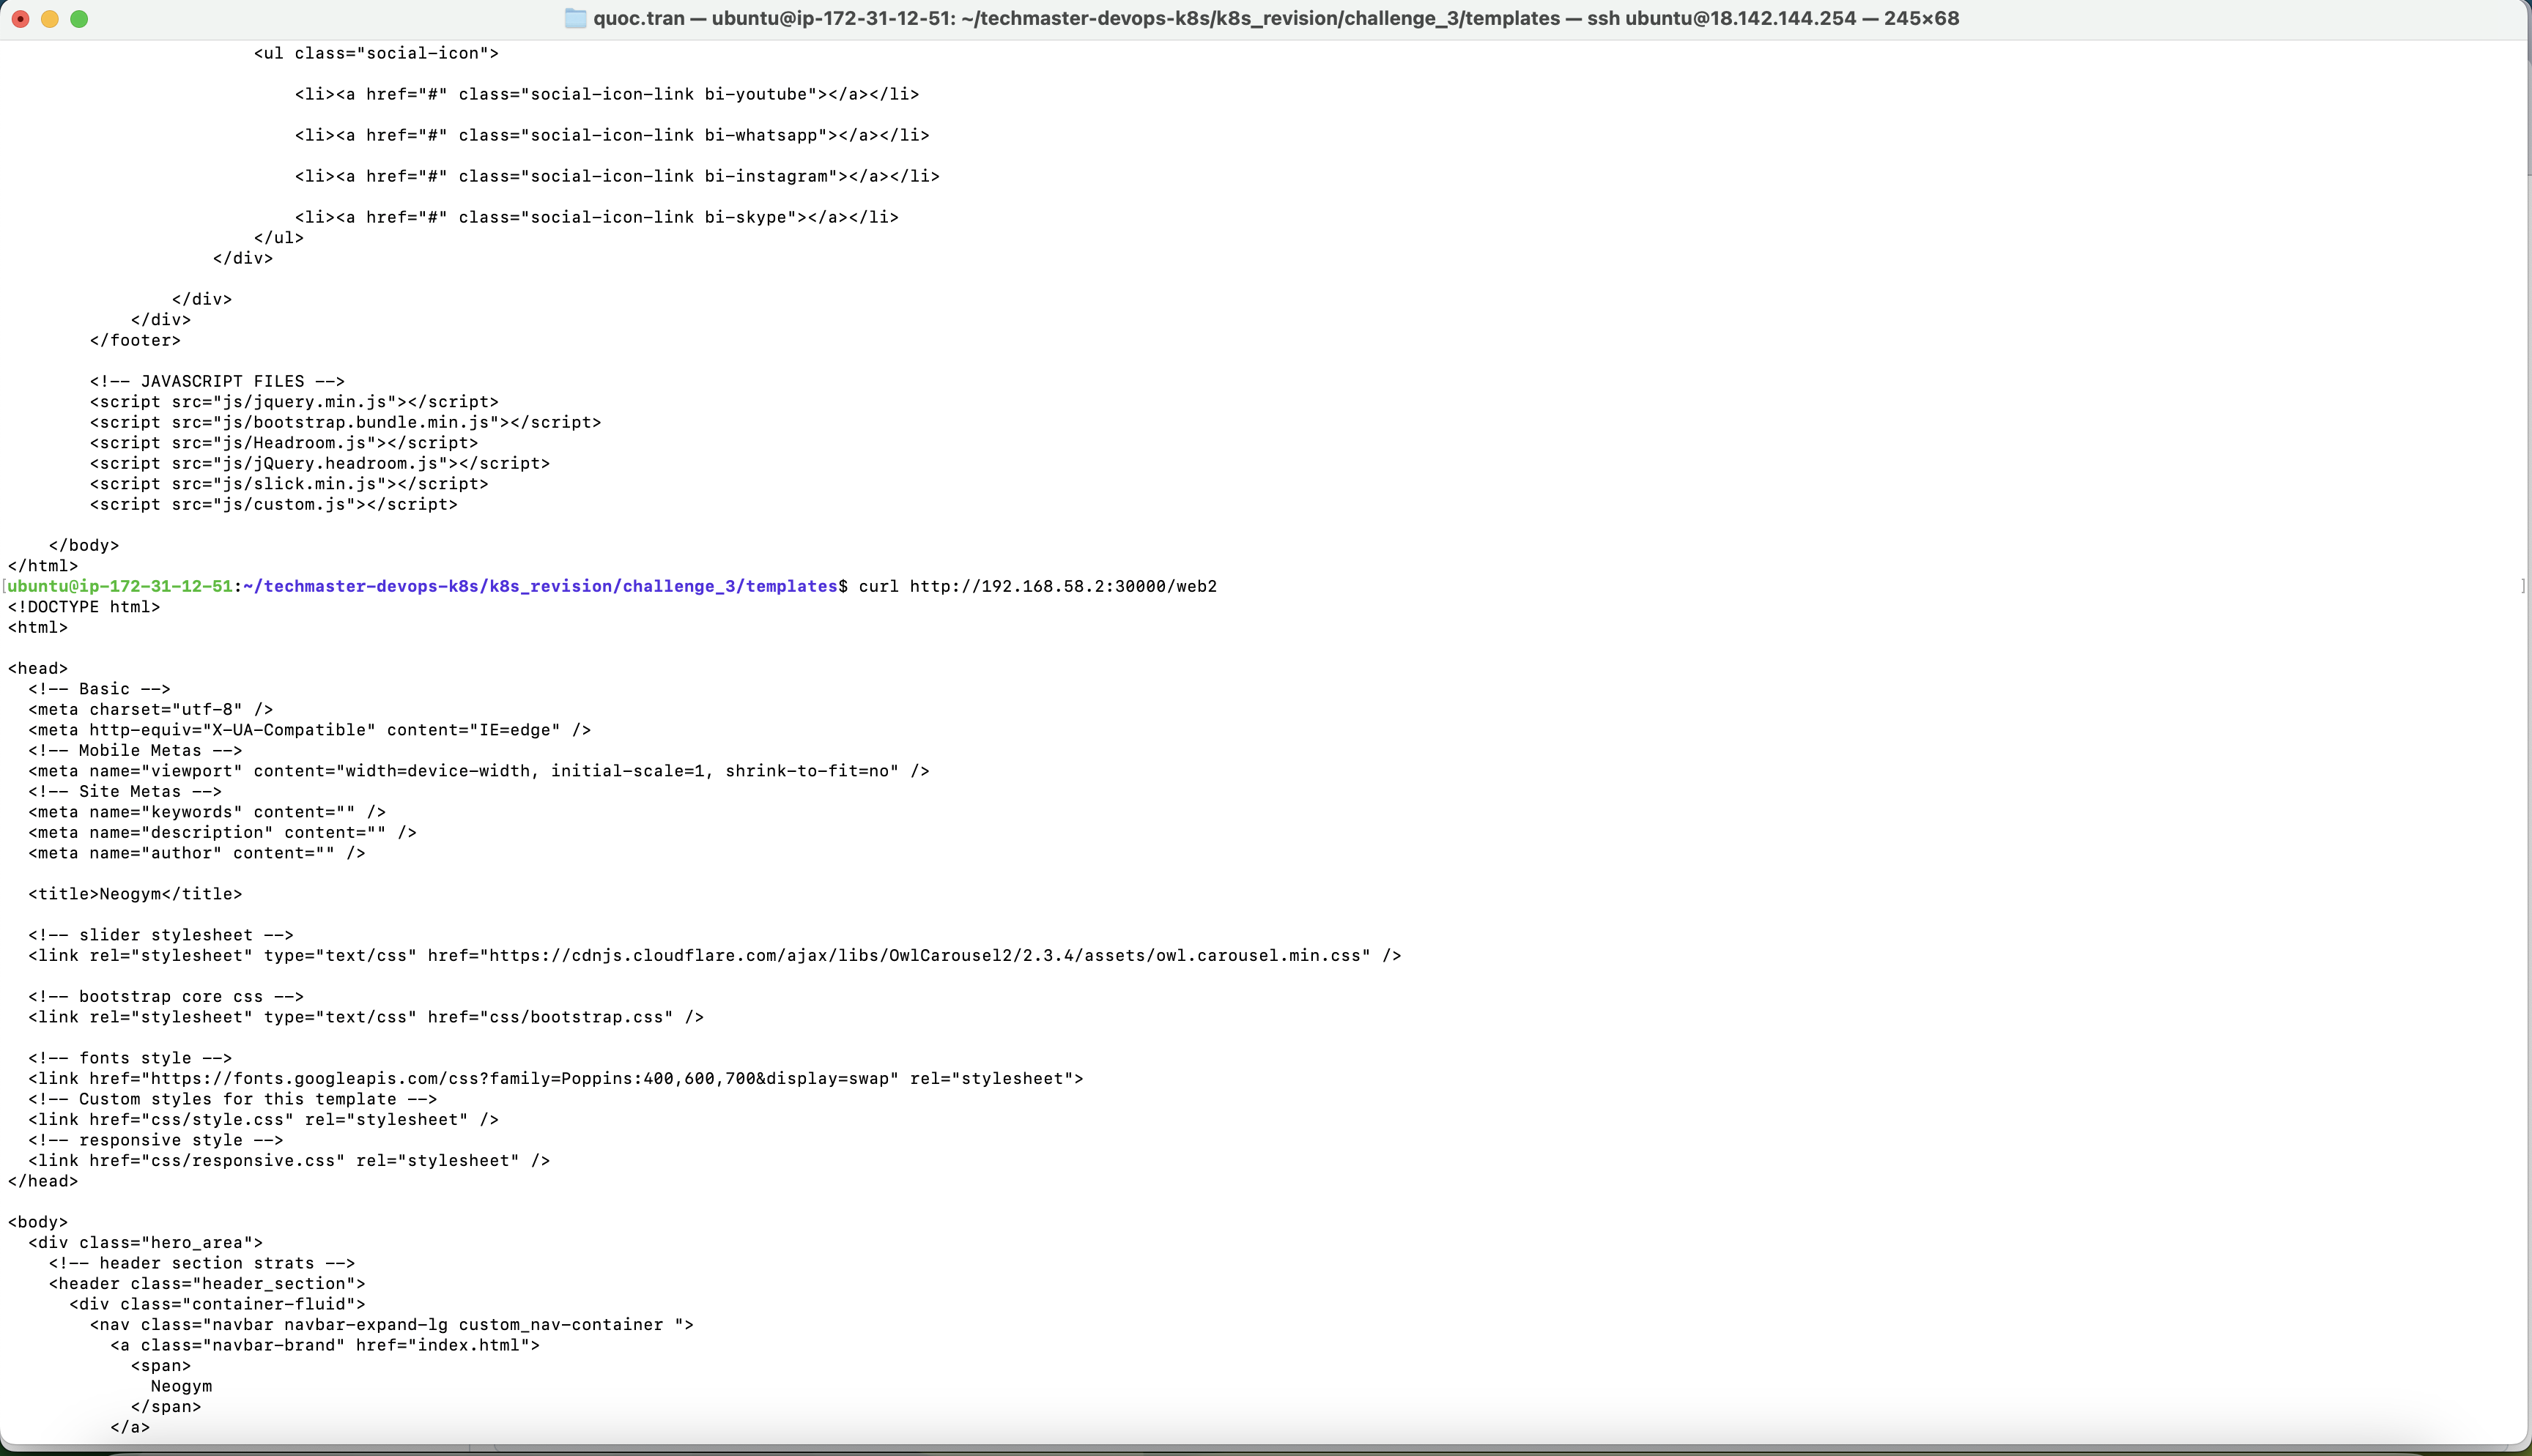 quoc.tran — ubuntu@ip-172-31-12-51: ~/techmaster-devops-k8s/k8s_revision/challenge_3/templates — ssh ubuntu@18.142.144.254 — 245×68
<ul class="social-icon">
<li><a href="#" class="social-icon-link bi-youtube"></a></li>
<li><a href="#" class="social-icon-link bi-whatsapp"></a></li>
<li><a href="#" class="social-icon-link bi-instagram"></a></li>
<li><a href="#" class="social-icon-link bi-skype"></a></li>
</ul>
</div>
</div>
</div>
</footer>
<!-- JAVASCRIPT FILES -->
<script src="js/jquery.min.js"></script>
<script src="js/bootstrap.bundle.min.js"></script>
<script src="js/Headroom.js"></script>
<script src="js/jQuery.headroom.js"></script>
<script src="js/slick.min.js"></script>
<script src="js/custom.js"></script>
</body>
</html>
[ubuntu@ip-172-31-12-51:~/techmaster-devops-k8s/k8s_revision/challenge_3/templates$ curl http://192.168.58.2:30000/web2 ]
<!DOCTYPE html>
<html>
<head>
<!-- Basic -->
<meta charset="utf-8" />
<meta http-equiv="X-UA-Compatible" content="IE=edge" />
<!-- Mobile Metas -->
<meta name="viewport" content="width=device-width, initial-scale=1, shrink-to-fit=no" />
<!-- Site Metas -->
<meta name="keywords" content="" />
<meta name="description" content="" />
<meta name="author" content="" />
<title>Neogym</title>
<!-- slider stylesheet -->
<link rel="stylesheet" type="text/css" href="https://cdnjs.cloudflare.com/ajax/libs/OwlCarousel2/2.3.4/assets/owl.carousel.min.css" />
<!-- bootstrap core css -->
<link rel="stylesheet" type="text/css" href="css/bootstrap.css" />
<!-- fonts style -->
<link href="https://fonts.googleapis.com/css?family=Poppins:400,600,700&display=swap" rel="stylesheet">
<!-- Custom styles for this template -->
<link href="css/style.css" rel="stylesheet" />
<!-- responsive style -->
<link href="css/responsive.css" rel="stylesheet" />
</head>
<body>
<div class="hero_area">
<!-- header section strats -->
<header class="header_section">
<div class="container-fluid">
<nav class="navbar navbar-expand-lg custom_nav-container ">
<a class="navbar-brand" href="index.html">
<span>
Neogym
</span>
</a>